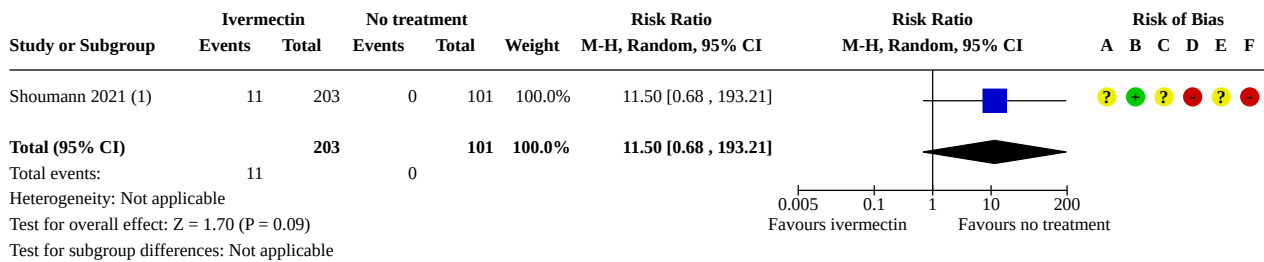 Ivermectin No treatment Risk Ratio Risk Ratio Risk of Bias
Study or Subgroup Events Total Events Total Weight M-H, Random, 95% CI M-H, Random, 95% CI A B C D E F
Shoumann 2021 (1) 11 203 0 101 100.0% 11.50 [0.68 , 193.21] ? + ? - ? -
Total (95% CI) 203 101 100.0% 11.50 [0.68 , 193.21]
Total events: 11 0
Heterogeneity: Not applicable 0.005 0.1 1 10 200
Test for overall effect: Z = 1.70 (P = 0.09) Favours ivermectin Favours no treatment
Test for subgroup differences: Not applicable